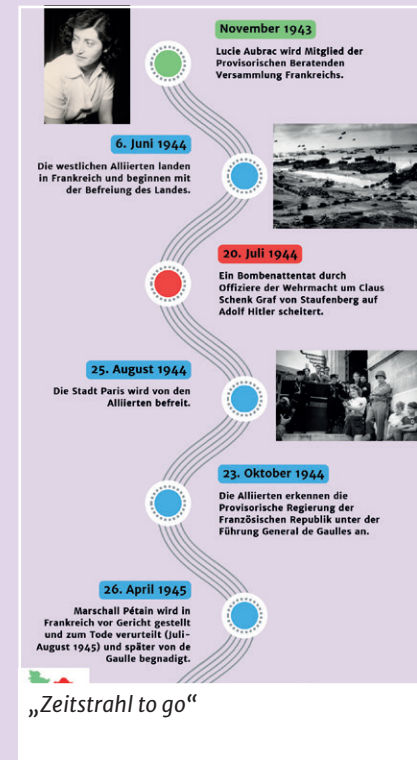 November 1943
Lucie Aubrac wird Mitglied der
Provisorischen Beratenden
Versammlung Frankreichs.
6. Juni 1944
Die westlichen Alliierten landen
in Frankreich und beginnen mit
der Befreiung des Landes.
20. Juli 1944
Ein Bombenattentat durch
Offiziere der Wehrmacht um Claus
Schenk Graf von Staufenberg auf
Adolf Hitler scheitert.
25. August 1944
Die Stadt Paris wird von den
Alliierten befreit.
23. Oktober 1944
Die Alliierten erkennen die
Provisorische Regierung der
Französischen Republik unter der
Führung General de Gaulles an.
26. April 1945
Marschall Pétain wird in
Frankreich vor Gericht gestellt
und zum Tode verurteilt (Juli-
August 1945) und später von de
Gaulle begnadigt.
„Zeitstrahl to go“